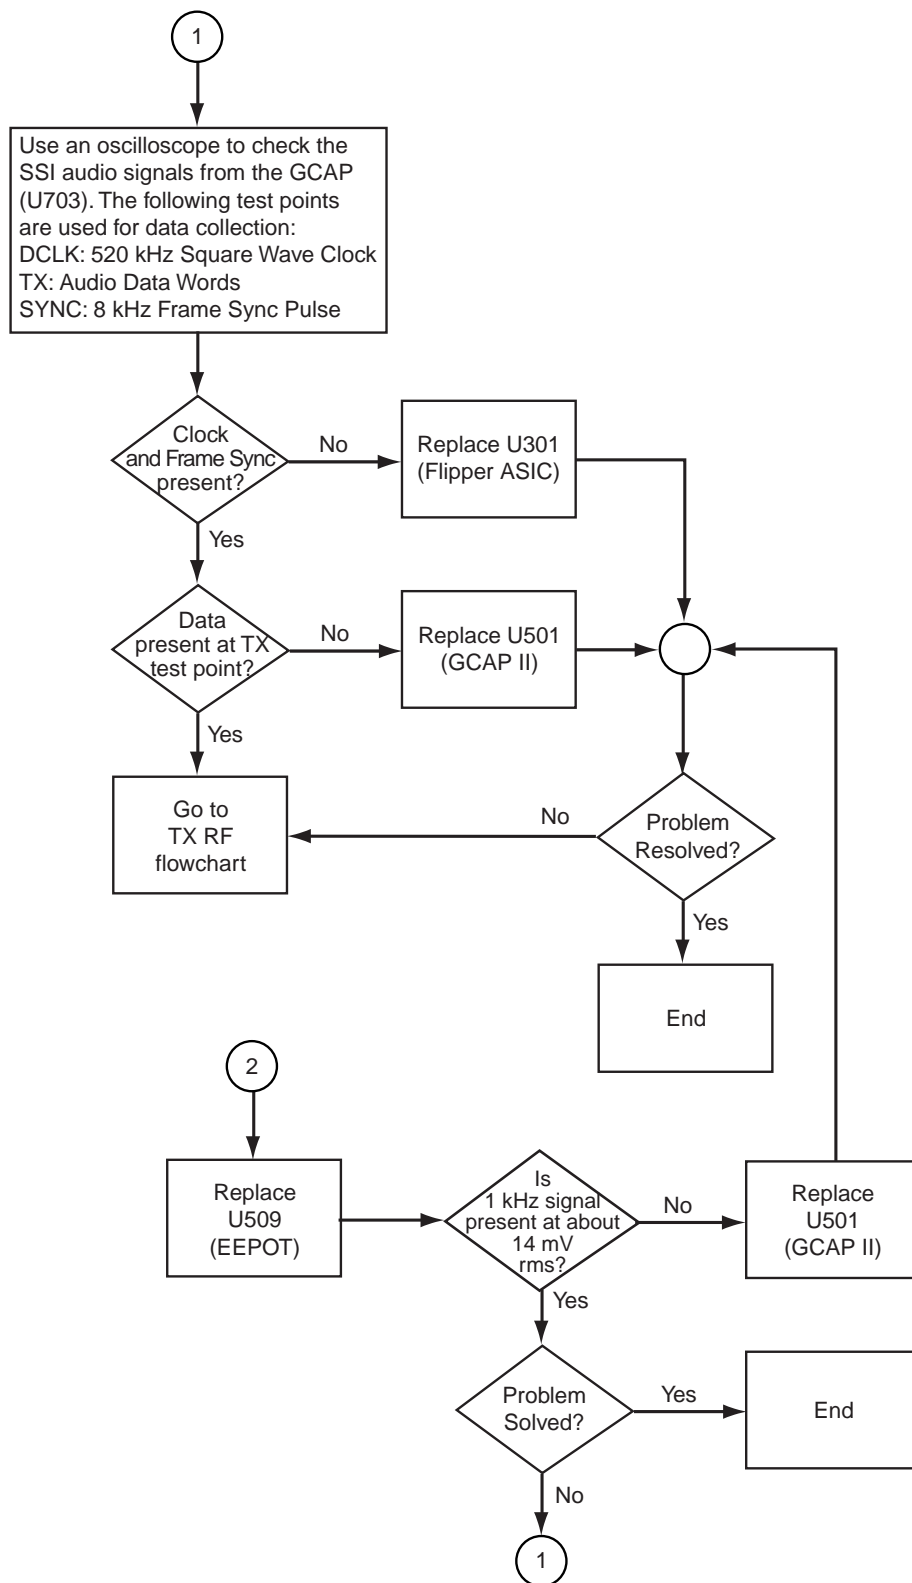 1
Use an oscilloscope to check the
SSI audio signals from the GCAP
(U703). The following test points
are used for data collection:
DCLK: 520 kHz Square Wave Clock
TX: Audio Data Words
SYNC: 8 kHz Frame Sync Pulse
Clock
and Frame Sync
present?
No
Replace U301
(Flipper ASIC)
Yes
Data
present at TX
test point?
No
Replace U501
(GCAP II)
Yes
Go to
TX RF
flowchart
No
Problem
Resolved?
Yes
End
2
Replace
U509
(EEPOT)
Is
1 kHz signal
present at about
14 mV
rms?
No
Replace
U501
(GCAP II)
Yes
Problem
Solved?
Yes
End
No
1